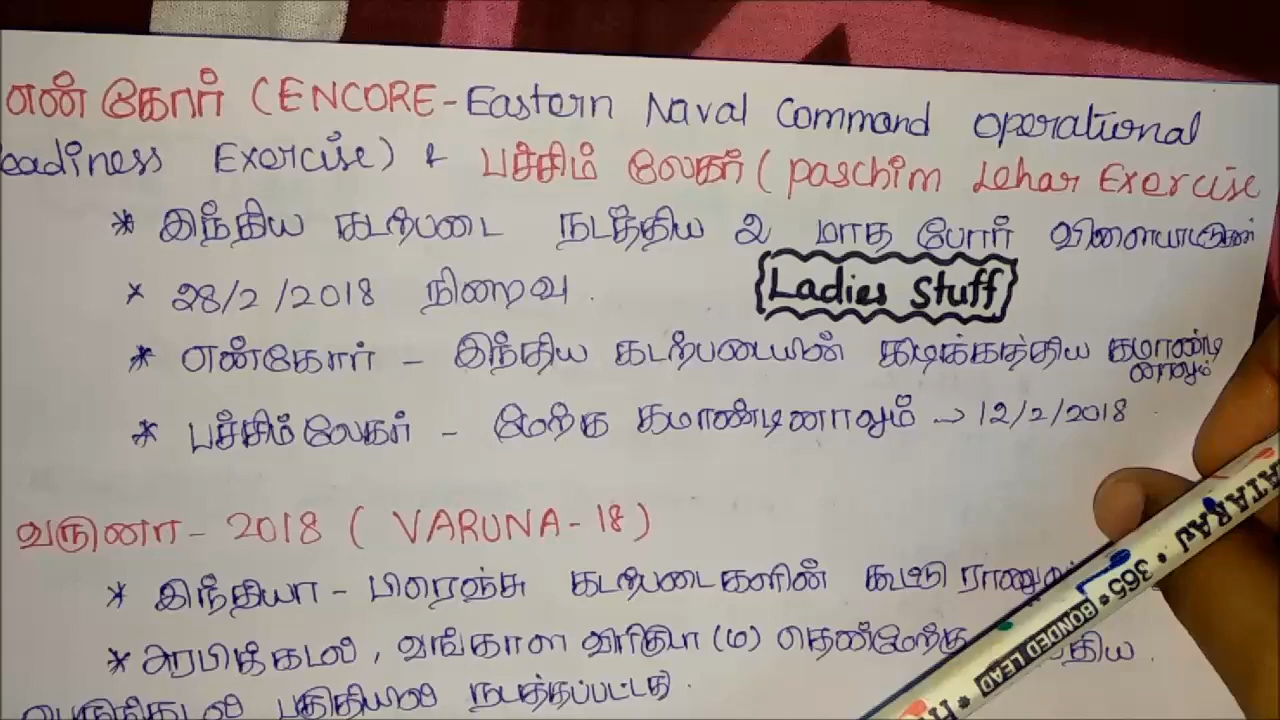 என்கோர் (ENCORE - Eastern Naval Command Operational
eadiness Exercise) & பச்சிம் லேகர் (Paschim Lehar Exercise
* இந்திய கடற்படை நடத்திய 2 மாத போர் விளையாட்டுகள்
* 28/2/2018 நிறைவு.
Ladies Stuff
* என்கோர் - இந்திய கடற்படையின் கிழக்கத்திய கமாண்டி
னாலும்
* பச்சிம் லேகர் - மேற்கு கமாண்டினாலும் → 12/2/2018
வருணா - 2018 ( VARUNA - 18 )
* இந்தியா - பிரெஞ்சு கடற்படைகளின் கூட்டு
* அரபிக்கடல், வங்காள விரிகுடா (ம) தென்மேற்கு திய
பெருங்கடல் பகுதியில் நடத்தப்பட்டது.
ATARAJ • 365 • BONDED LEAD